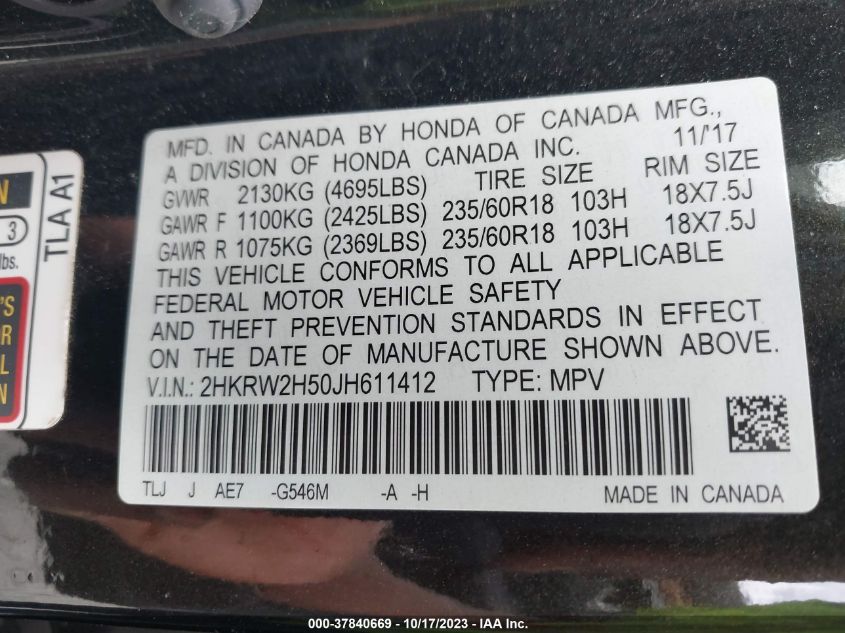 MFD. IN CANADA BY HONDA OF CANADA MFG.,
A DIVISION OF HONDA CANADA INC. 11/'17
GVWR 2130KG (4695LBS) TIRE SIZE RIM SIZE
GAWR F 1100KG (2425LBS) 235/60R18 103H 18X7.5J
GAWR R 1075KG (2369LBS) 235/60R18 103H 18X7.5J
THIS VEHICLE CONFORMS TO ALL APPLICABLE
FEDERAL MOTOR VEHICLE SAFETY
AND THEFT PREVENTION STANDARDS IN EFFECT
ON THE DATE OF MANUFACTURE SHOWN ABOVE.
V.I.N.: 2HKRW2H50JH611412 TYPE: MPV
TLJ J AE7 -G546M -A -H MADE IN CANADA
TLA A1
N
3
lbs.
'S
R
L
N
000-37840669 - 10/17/2023 - IAA Inc.